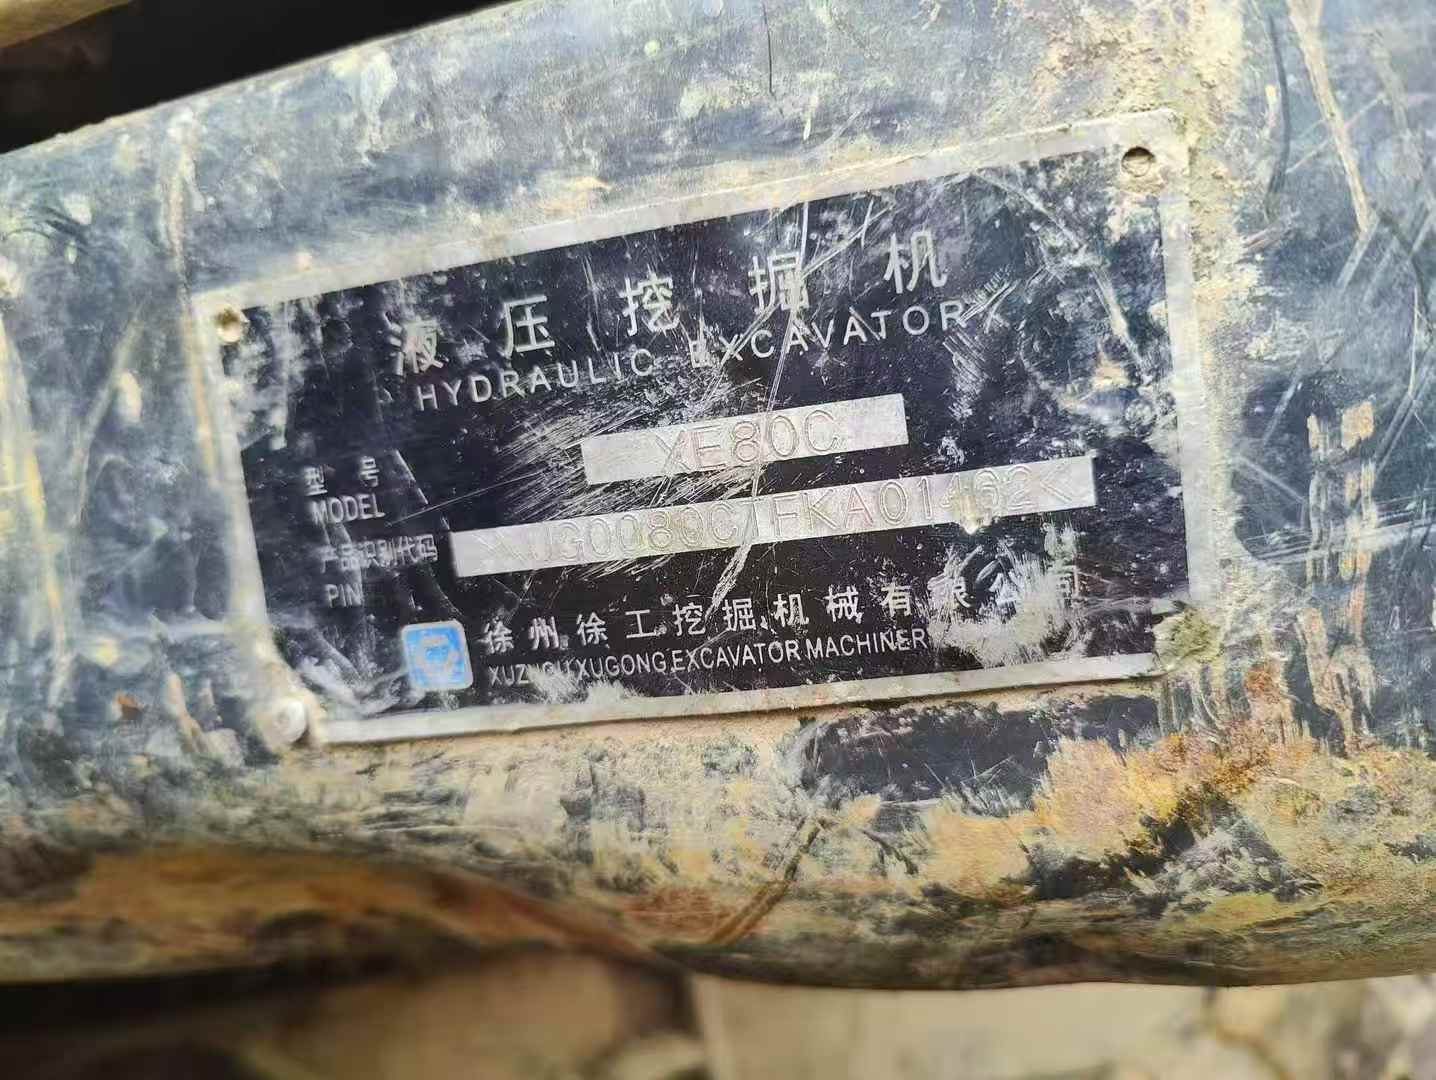 液压挖掘机
HYDRAULIC EXCAVATOR
型号
MODEL
XE80C
产品识别代码
PIN
徐州徐工挖掘机械有限公司
XUGONG EXCAVATOR MACHINERY